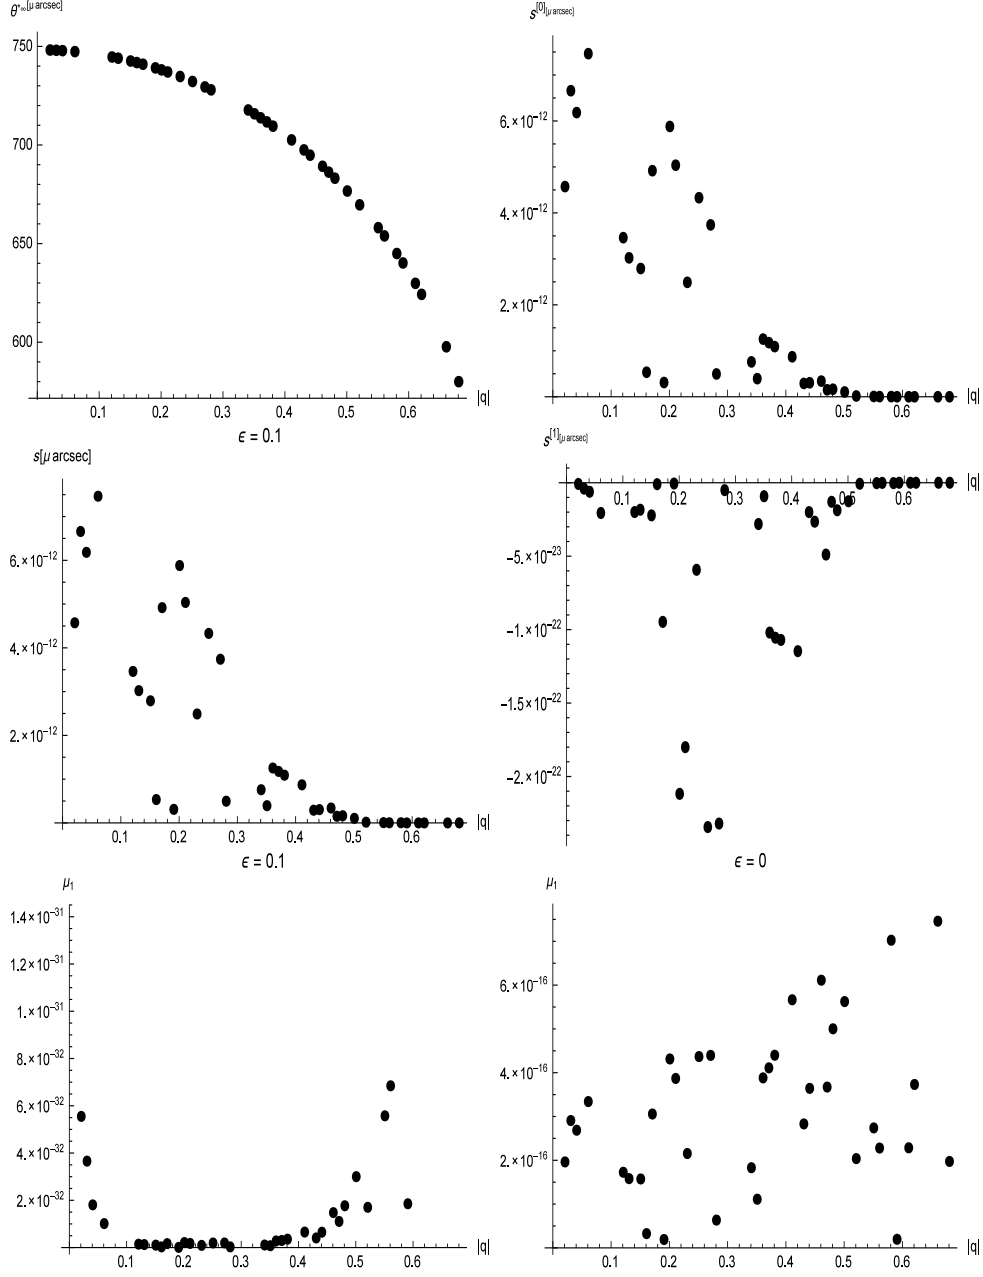 θ*∞[μ arcsec]
750
700
650
600
0.1 0.2 0.3 0.4 0.5 0.6 |q|
ϵ = 0.1
s[0][μ arcsec]
6.×10−12
4.×10−12
2.×10−12
0.1 0.2 0.3 0.4 0.5 0.6 |q|
s[μ arcsec]
6.×10−12
4.×10−12
2.×10−12
0.1 0.2 0.3 0.4 0.5 0.6 |q|
ϵ = 0.1
s[1][μ arcsec]
0.1 0.2 0.3 0.4 0.5 0.6 |q|
−5.×10−23
−1.×10−22
−1.5×10−22
−2.×10−22
ϵ = 0
μ1
1.4×10−31
1.2×10−31
1.×10−31
8.×10−32
6.×10−32
4.×10−32
2.×10−32
0.1 0.2 0.3 0.4 0.5 0.6 |q|
μ1
6.×10−16
4.×10−16
2.×10−16
0.1 0.2 0.3 0.4 0.5 0.6 |q|